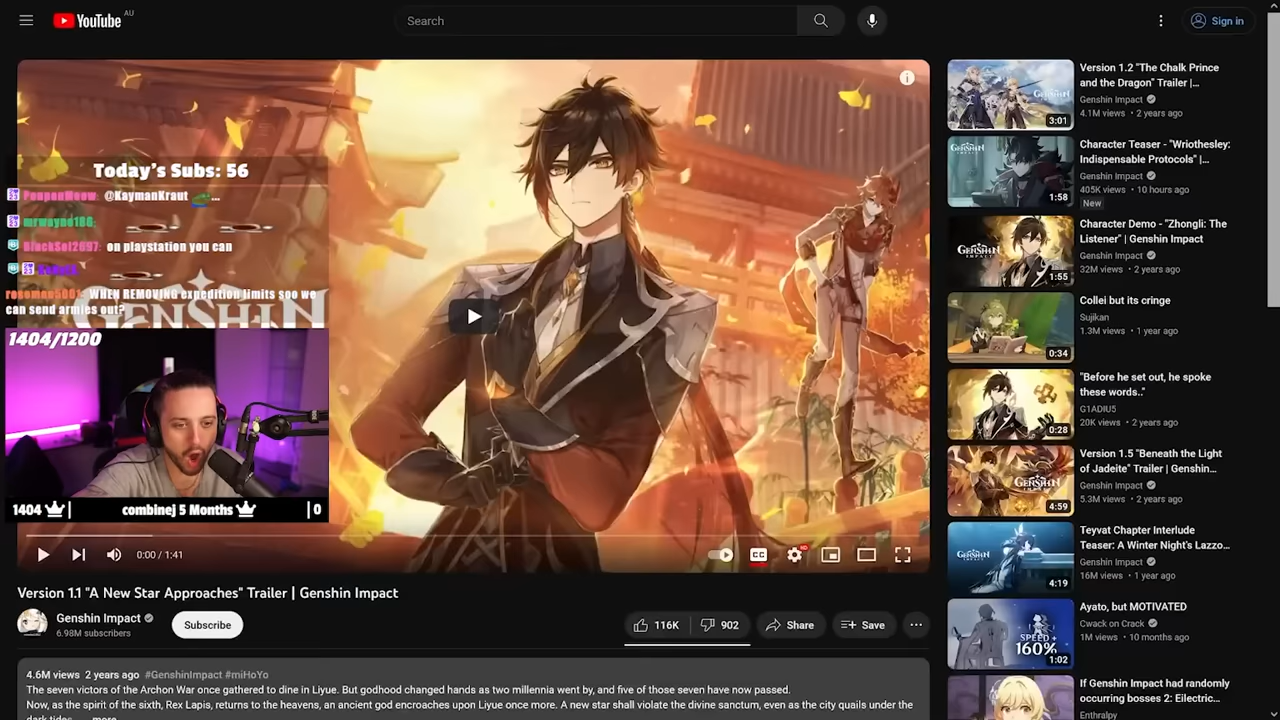 YouTube AU
Search
Sign in
Today's Subs: 56
@KaymanKraut ...
mrwaynd186:
on playstation you can
WHEN REMOVING expedition limits soo we
can send armies out?
GENSHIN
1404/1200
1404
combinej 5 Months
0
0:00 / 1:41
CC
HD
Version 1.1 "A New Star Approaches" Trailer | Genshin Impact
Genshin Impact
6.98M subscribers
Subscribe
116K
902
Share
Save
4.6M views 2 years ago #GenshinImpact #miHoYo
The seven victors of the Archon War once gathered to dine in Liyue. But godhood changed hands as two millennia went by, and five of those seven have now passed.
Now, as the spirit of the sixth, Rex Lapis, returns to the heavens, an ancient god encroaches upon Liyue once more. A new star shall violate the divine sanctum, even as the city quails under the
dark tides. ... more
GENSHIN
3:01
Version 1.2 "The Chalk Prince
and the Dragon" Trailer |...
Genshin Impact
4.1M views • 2 years ago
GENSHIN
1:58
Character Teaser - "Wriothesley:
Indispensable Protocols" |...
Genshin Impact
405K views • 10 hours ago
New
GENSHIN
IMPACT
1:55
Character Demo - "Zhongli: The
Listener" | Genshin Impact
Genshin Impact
32M views • 2 years ago
0:34
Collei but its cringe
Sujikan
1.3M views • 1 year ago
0:28
"Before he set out, he spoke
these words.."
G1ADIU5
20K views • 2 years ago
GENSHIN
4:59
Version 1.5 "Beneath the Light
of Jadeite" Trailer | Genshin...
Genshin Impact
5.3M views • 2 years ago
GENSHIN
4:19
Teyvat Chapter Interlude
Teaser: A Winter Night's Lazzo...
Genshin Impact
16M views • 1 year ago
SPEED +
160%
1:02
Ayato, but MOTIVATED
Cwack on Crack
1M views • 10 months ago
If Genshin Impact had randomly
occurring bosses 2: Eilectric...
Enthralpy